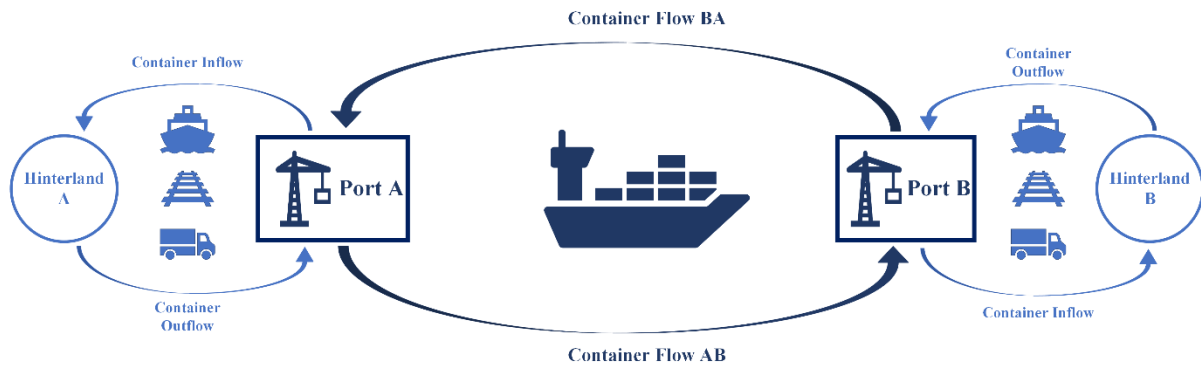 Container Flow BA
Container Inflow
Container
Outflow
Hinterland
A
Port A
Port B
Hinterland
B
Container
Outflow
Container Inflow
Container Flow AB